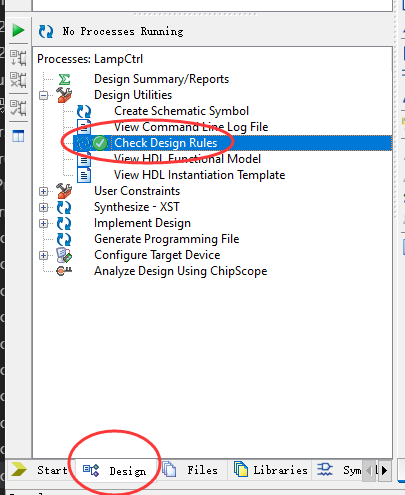 No Processes Running
Processes: LampCtrl
Design Summary/Reports
Design Utilities
Create Schematic Symbol
View Command Line Log File
Check Design Rules
View HDL Functional Model
View HDL Instantiation Template
User Constraints
Synthesize - XST
Implement Design
Generate Programming File
Configure Target Device
Analyze Design Using ChipScope
Start Design Files Libraries